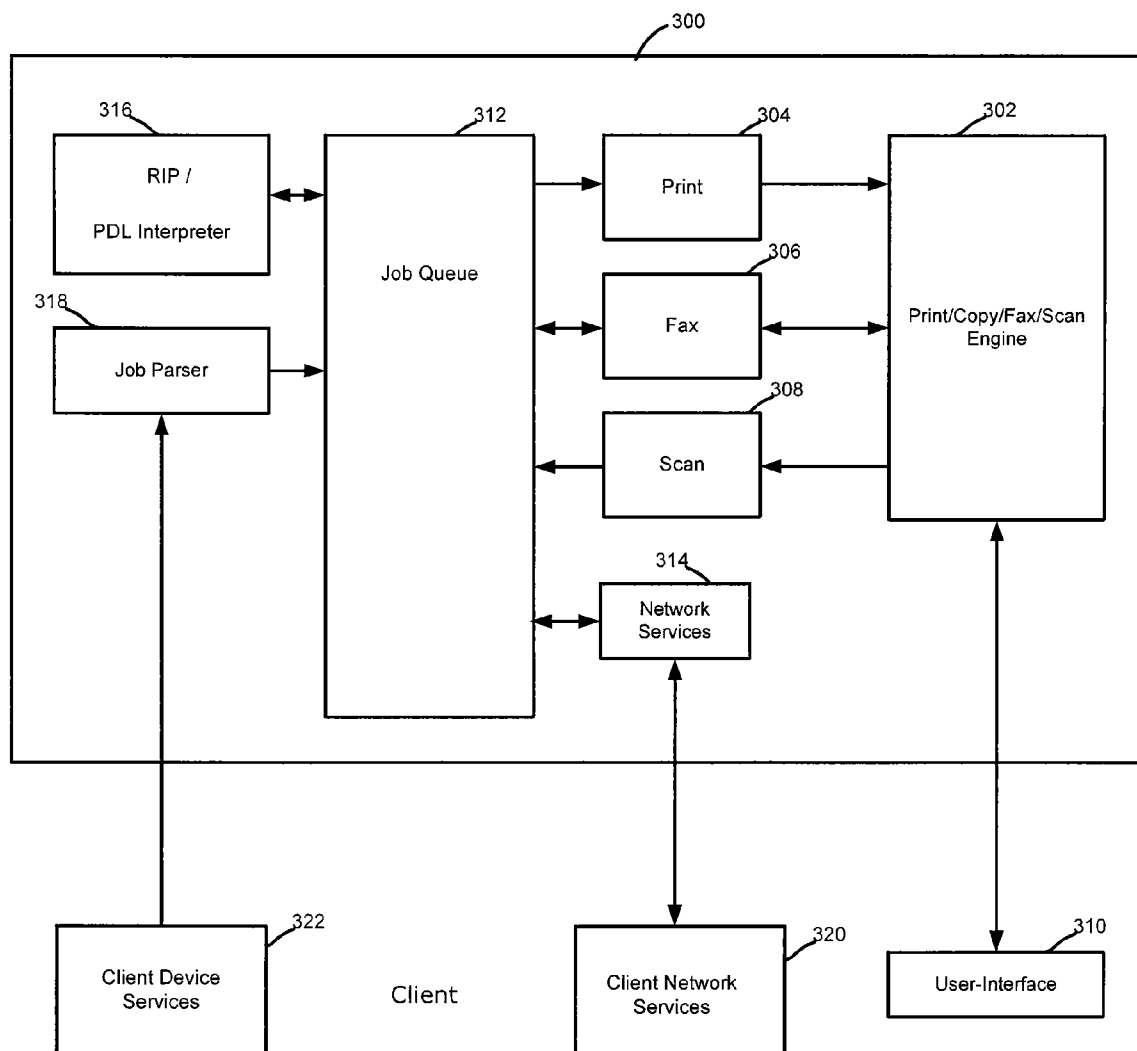 300
316
RIP /
PDL Interpreter
312
Job Queue
304
Print
302
Print/Copy/Fax/Scan
Engine
306
Fax
318
Job Parser
308
Scan
314
Network
Services
322
Client Device
Services
Client
320
Client Network
Services
310
User-Interface